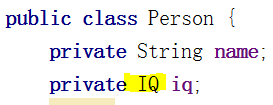 public class Person {
private String name;
private IQ iq;